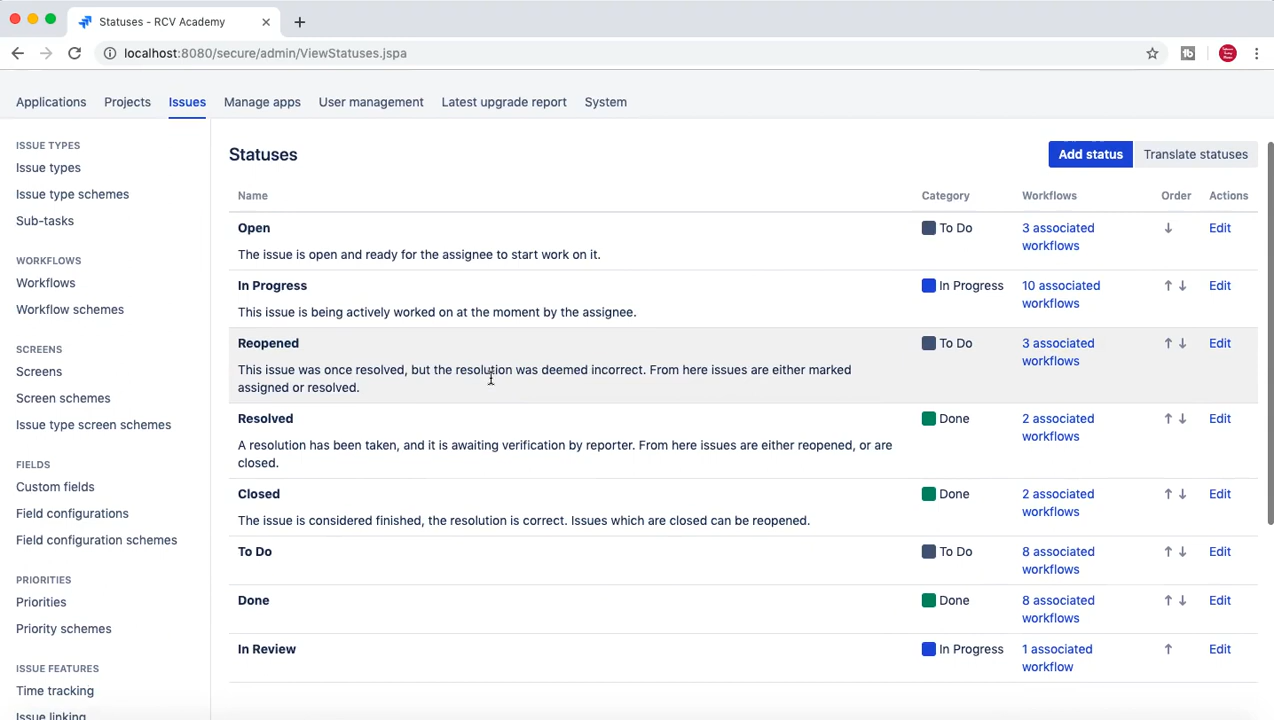 Statuses - RCV Academy
localhost:8080/secure/admin/ViewStatuses.jspa
Applications Projects Issues Manage apps User management Latest upgrade report System
ISSUE TYPES
Issue types
Issue type schemes
Sub-tasks
WORKFLOWS
Workflows
Workflow schemes
SCREENS
Screens
Screen schemes
Issue type screen schemes
FIELDS
Custom fields
Field configurations
Field configuration schemes
PRIORITIES
Priorities
Priority schemes
ISSUE FEATURES
Time tracking
Issue linking
Statuses
Add status Translate statuses
Name Category Workflows Order Actions
Open To Do 3 associated Edit
workflows
The issue is open and ready for the assignee to start work on it.
In Progress In Progress 10 associated Edit
workflows
This issue is being actively worked on at the moment by the assignee.
Reopened To Do 3 associated Edit
workflows
This issue was once resolved, but the resolution was deemed incorrect. From here issues are either marked
assigned or resolved.
Resolved Done 2 associated Edit
workflows
A resolution has been taken, and it is awaiting verification by reporter. From here issues are either reopened, or are
closed.
Closed Done 2 associated Edit
workflows
The issue is considered finished, the resolution is correct. Issues which are closed can be reopened.
To Do To Do 8 associated Edit
workflows
Done Done 8 associated Edit
workflows
In Review In Progress 1 associated Edit
workflow